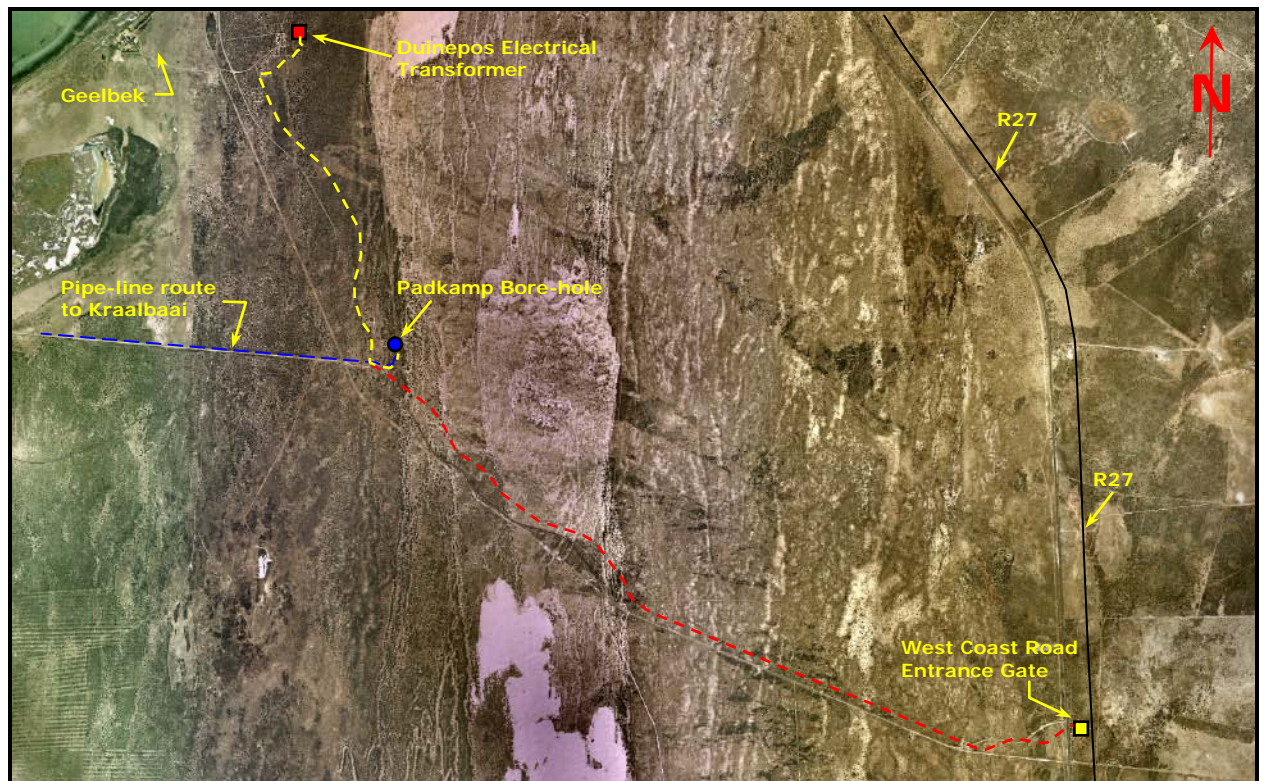 Duinepos Electrical
Transformer
Geelbek
R27
N
Pipe-line route
to Kraalbaai
Padkamp Bore-hole
R27
West Coast Road
Entrance Gate